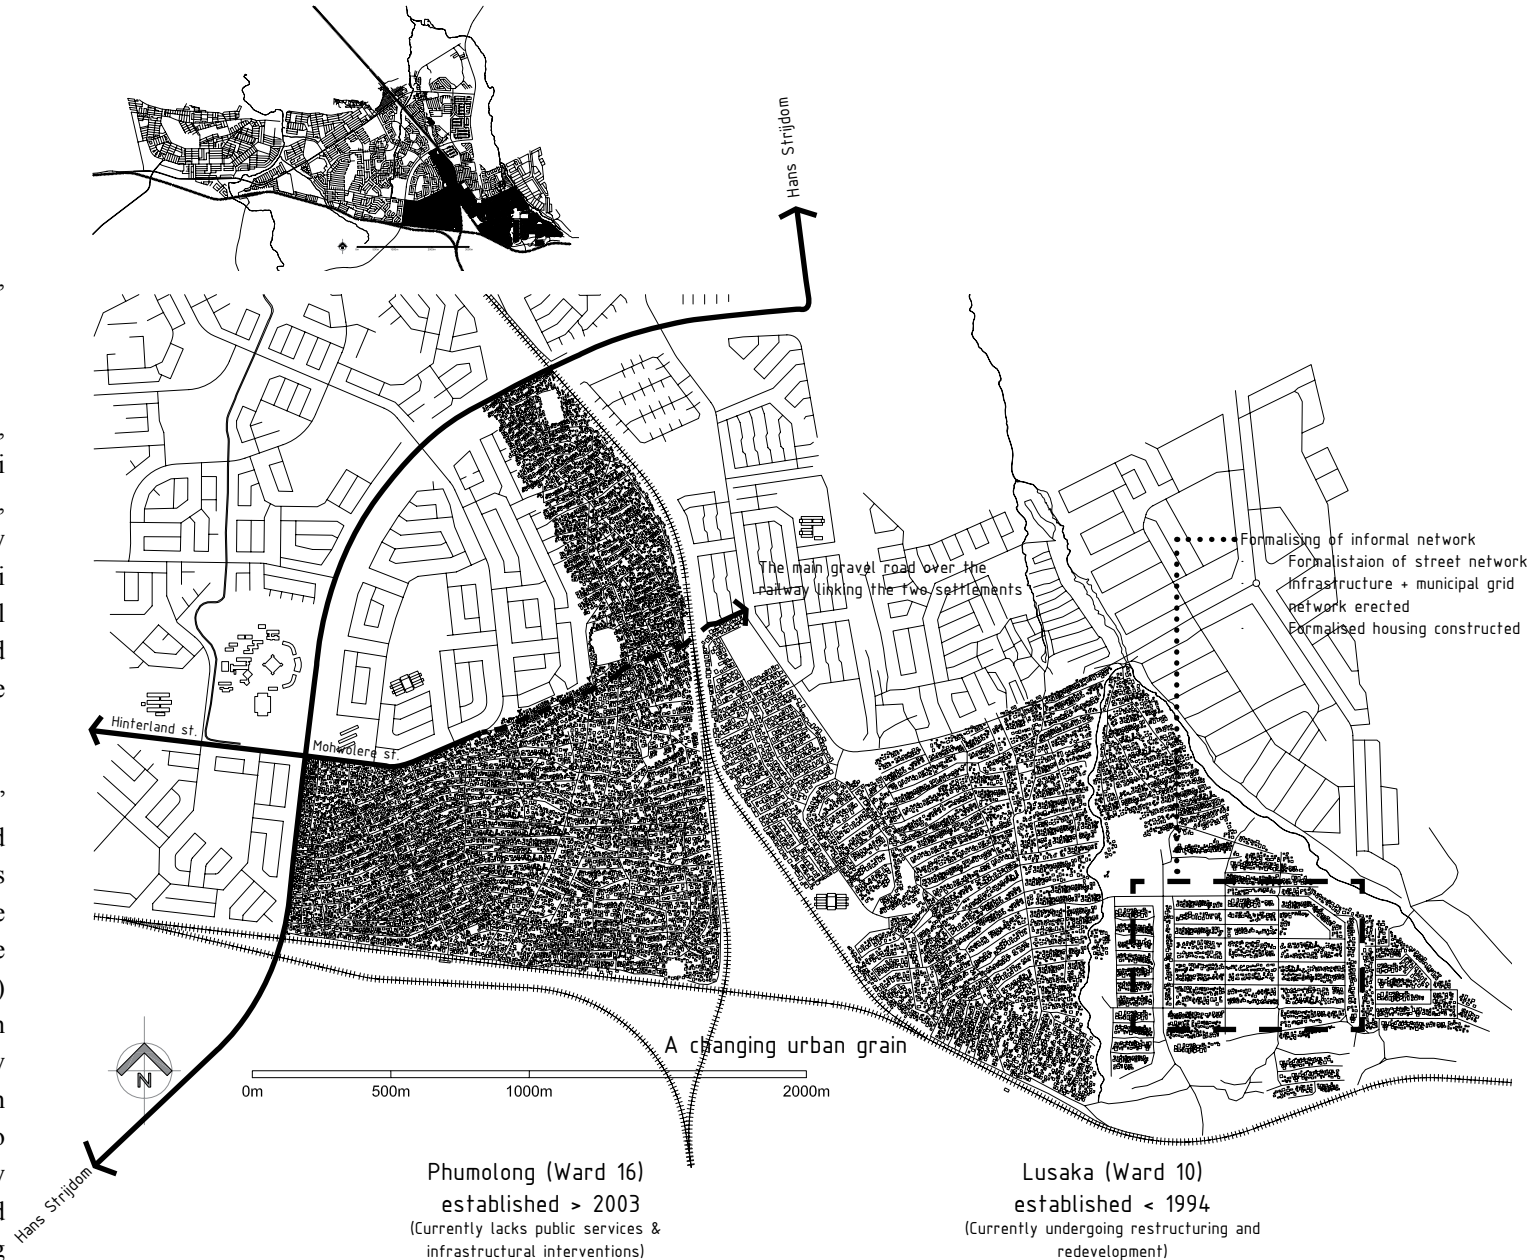 Hans Strijdom
The main gravel road over the
railway linking the two settlements
Formalising of informal network
Formalistaion of street network
Infrastructure + municipal grid
network erected
Formalised housing constructed
Hinterland st.
Mohwolere st.
A changing urban grain
N
0m 500m 1000m 2000m
Hans Strijdom
Phumolong (Ward 16)
established > 2003
(Currently lacks public services &
infrastructural interventions)
Lusaka (Ward 10)
established < 1994
(Currently undergoing restructuring and
redevelopment)